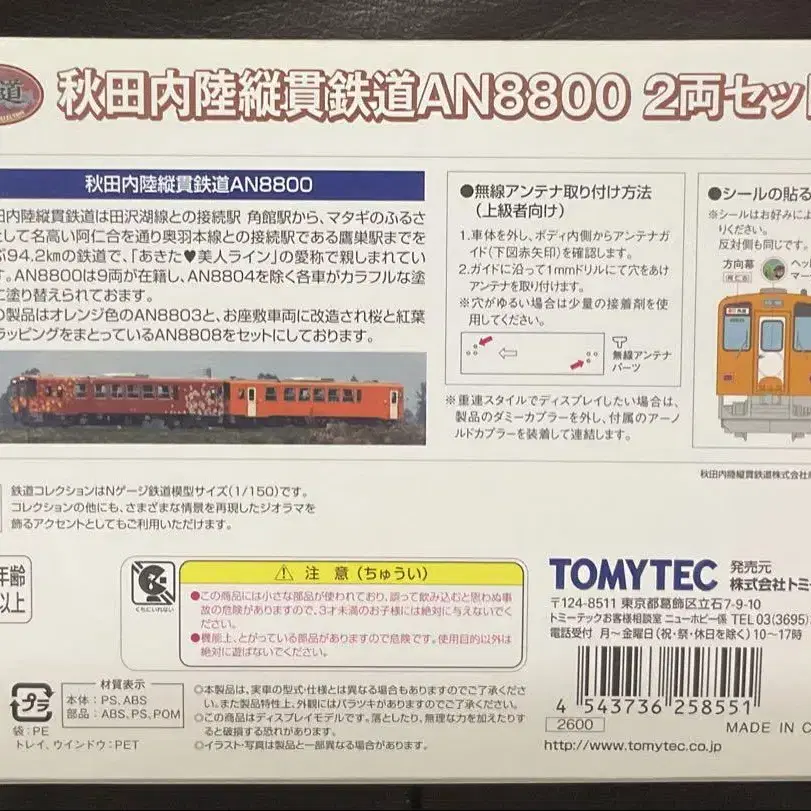 道
秋田内陸縦貫鉄道AN8800 2両セット
秋田内陸縦貫鉄道AN8800
田内陸縦貫鉄道は田沢湖線との接続駅 角館駅から、マタギのふるさ
として名高い阿仁合を通り奥羽本線との接続駅である鷹巣駅までを
ぶ94.2kmの鉄道で、「あきた♥美人ライン」の愛称で親しまれてい
す。AN8800は9両が在籍し、AN8804を除く各車がカラフルな塗
に塗り替えられております。
の製品はオレンジ色のAN8803と、お座敷車両に改造され桜と紅葉
ラッピングをまとっているAN8808をセットにしております。
●無線アンテナ取り付け方法
(上級者向け)
1.車体を外し、ボディ内側からアンテナガ
イド(下図赤矢印)を確認します。
2.ガイドに沿って1mmドリルにて穴をあけ
アンテナを取り付けます。
※穴がゆるい場合は少量の接着剤を使
用してください。
無線アンテナ
パーツ
※重連スタイルでディスプレイしたい場合は、
製品のダミーカプラーを外し、付属のアーノ
ルドカプラーを装着して連結します。
●シールの貼る
※シールはお好みによ
りください。
反対側も同じです。
方向幕
ヘッ
マー
秋田内陸縦貫鉄道株式会社
鉄道コレクションはNゲージ鉄道模型サイズ(1/150)です。
コレクションの他にも、さまざまな情景を再現したジオラマを
飾るアクセントとしてもご利用いただけます。
年齢
以上
くちにいれない
⚠ 注 意 (ちゅうい)
●この商品には小さな部品が使われており、誤って飲み込むと思わぬ事
故の危険がありますので、3才未満のお子様には絶対に与えないでく
ださい。
●機能上、とがっている部品がありますので危険です。使用目的以外は
絶対に遊ばないでください。
TOMYTEC 発売元
株式会社トミー
〒124-8511 東京都葛飾区立石7-9-10
トミーテックお客様相談室 ニューホビー係 TEL 03(3695)
電話受付 月〜金曜日(祝・祭・休日を除く)10〜17時
プラ
袋:PE
トレイ、ウインドウ:PET
材質表示
本体:PS、ABS
部品:ABS、PS、POM
◎本製品は、実車の型式・仕様とは異なる場合もありますのでご了承くださ
い。また製品特性上、外観にはバラツキがありますのでご了承ください。
◎この商品はディスプレイモデルです。落としたり、無理な力を加えたりす
ると破損する恐れがあります。
◎イラスト・写真は製品と一部異なる場合があります。
4 543736 258551
2600
MADE IN C
http://www.tomytec.co.jp